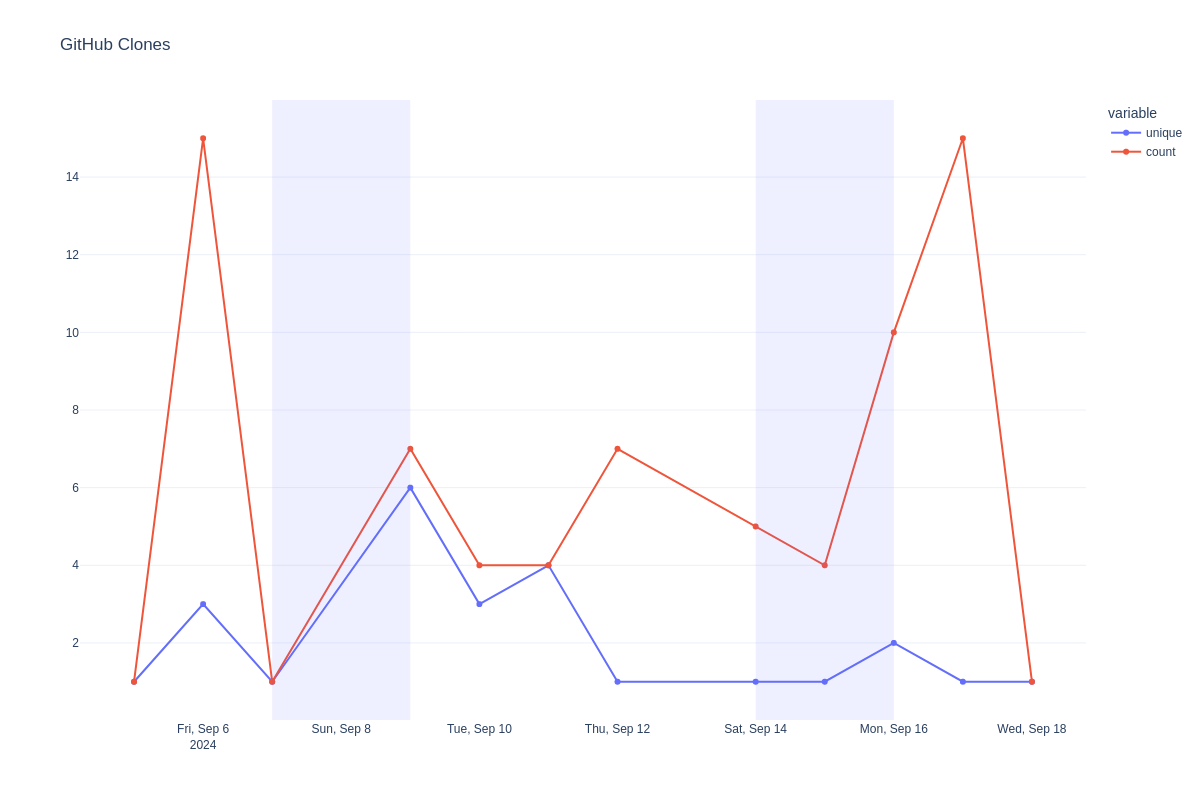 GitHub Clones
variable
unique
count
14
12
10
8
6
4
2
Fri, Sep 6
2024
Sun, Sep 8
Tue, Sep 10
Thu, Sep 12
Sat, Sep 14
Mon, Sep 16
Wed, Sep 18